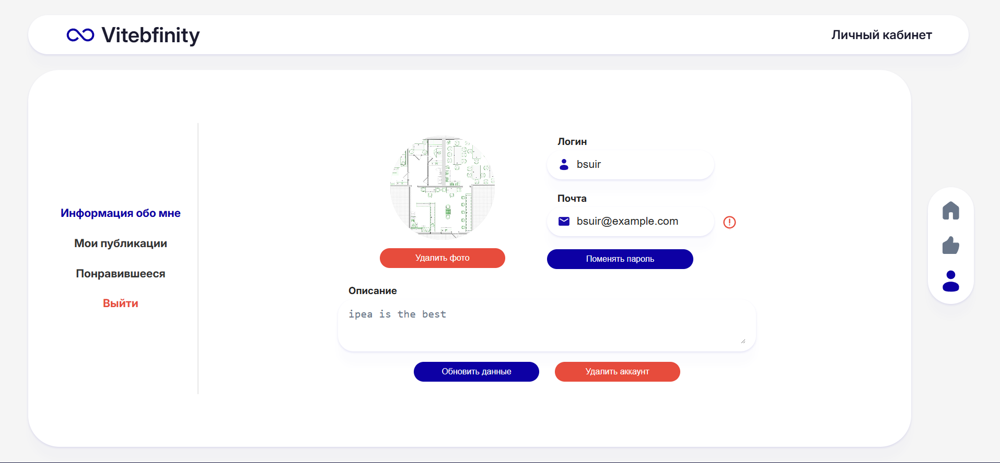 Vitebfinity
Личный кабинет
Информация обо мне
Мои публикации
Понравившееся
Выйти
Удалить фото
Логин
bsuir
Почта
bsuir@example.com
Поменять пароль
Описание
ipea is the best
Обновить данные
Удалить аккаунт